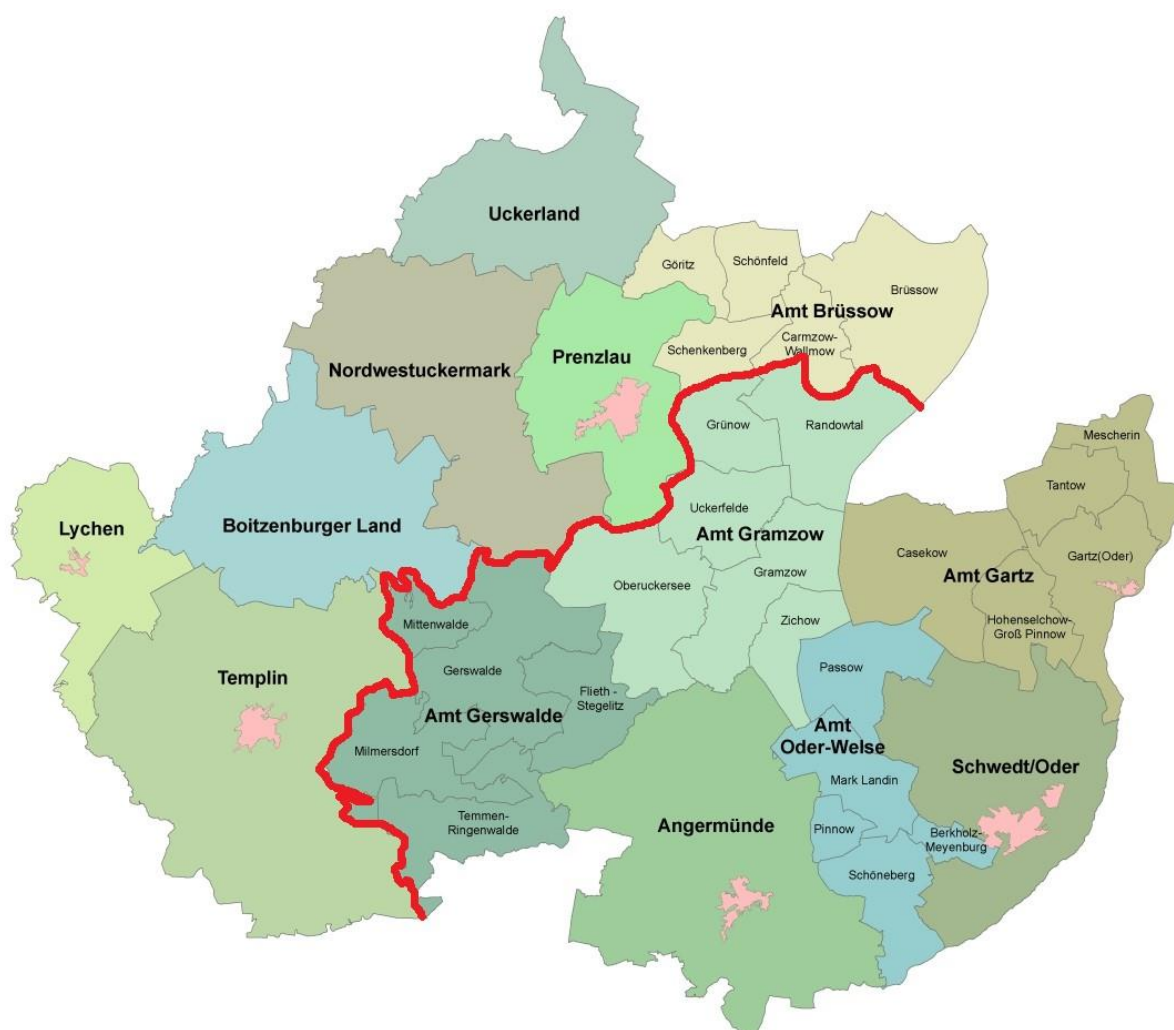 Uckerland
Göritz
Schönfeld
Brüssow
Amt Brüssow
Schenkenberg
Carmzow-
Wallmow
Prenzlau
Nordwestuckermark
Grünow
Randowtal
Mescherin
Tantow
Lychen
Boitzenburger Land
Uckerfelde
Amt Gramzow
Casekow
Gartz(Oder)
Amt Gartz
Oberuckersee
Gramzow
Zichow
Hohenselchow-
Groß Pinnow
Mittenwalde
Passow
Templin
Gerswalde
Flieth -
Stegelitz
Amt Gerswalde
Milmersdorf
Amt
Oder-Welse
Schwedt/Oder
Mark Landin
Temmen-
Ringenwalde
Angermünde
Pinnow
Berkholz-
Meyenburg
Schöneberg